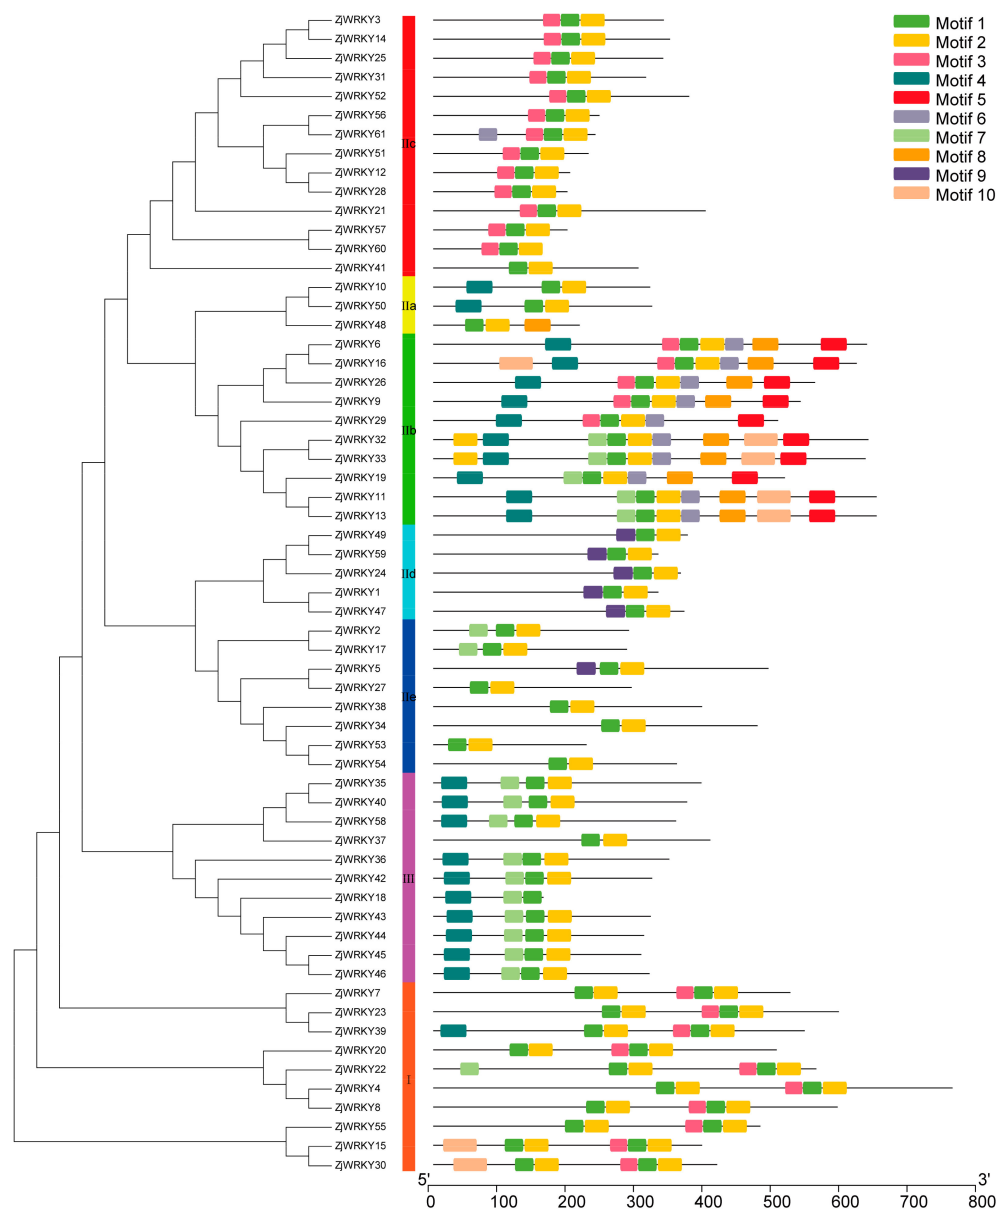 ZjWRKY3
ZjWRKY14
ZjWRKY25
ZjWRKY31
ZjWRKY52
ZjWRKY56
ZjWRKY61
ZjWRKY51
ZjWRKY12
ZjWRKY28
ZjWRKY21
ZjWRKY57
ZjWRKY60
ZjWRKY41
ZjWRKY10
ZjWRKY50
ZjWRKY48
ZjWRKY6
ZjWRKY16
ZjWRKY26
ZjWRKY9
ZjWRKY29
ZjWRKY32
ZjWRKY33
ZjWRKY19
ZjWRKY11
ZjWRKY13
ZjWRKY49
ZjWRKY59
ZjWRKY24
ZjWRKY1
ZjWRKY47
ZjWRKY2
ZjWRKY17
ZjWRKY5
ZjWRKY27
ZjWRKY38
ZjWRKY34
ZjWRKY53
ZjWRKY54
ZjWRKY35
ZjWRKY40
ZjWRKY58
ZjWRKY37
ZjWRKY36
ZjWRKY42
ZjWRKY18
ZjWRKY43
ZjWRKY44
ZjWRKY45
ZjWRKY46
ZjWRKY7
ZjWRKY23
ZjWRKY39
ZjWRKY20
ZjWRKY22
ZjWRKY4
ZjWRKY8
ZjWRKY55
ZjWRKY15
ZjWRKY30
IIc
IIa
IIb
IId
IIe
III
I
Motif 1
Motif 2
Motif 3
Motif 4
Motif 5
Motif 6
Motif 7
Motif 8
Motif 9
Motif 10
5' 3'
0 100 200 300 400 500 600 700 800